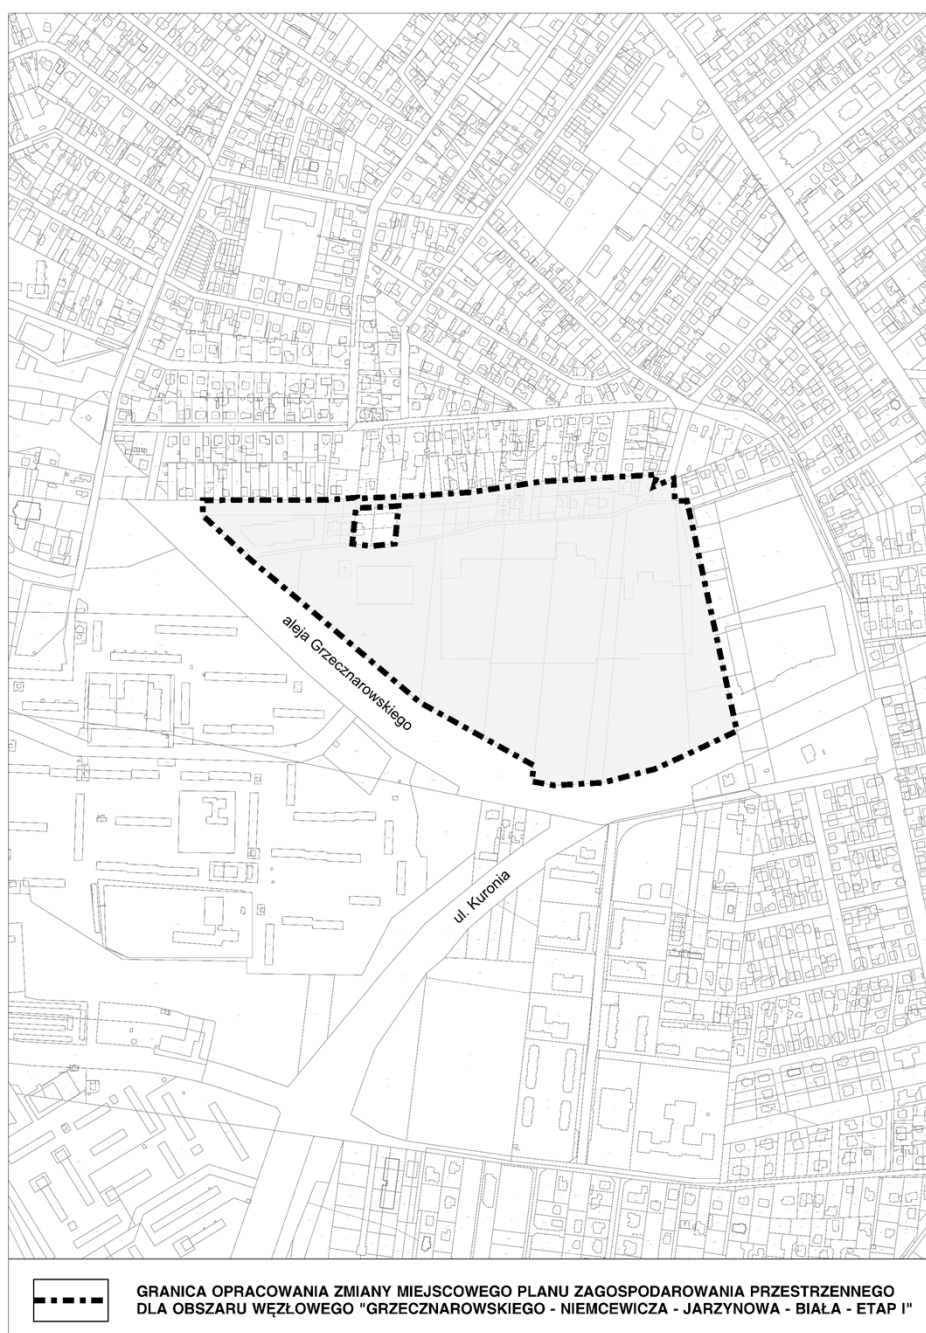 aleja Grzecznarowskiego
ul. Kuronia
GRANICA OPRACOWANIA ZMIANY MIEJSCOWEGO PLANU ZAGOSPODAROWANIA PRZESTRZENNEGO
DLA OBSZARU WĘZŁOWEGO "GRZECZNAROWSKIEGO - NIEMCEWICZA - JARZYNOWA - BIAŁA - ETAP I"